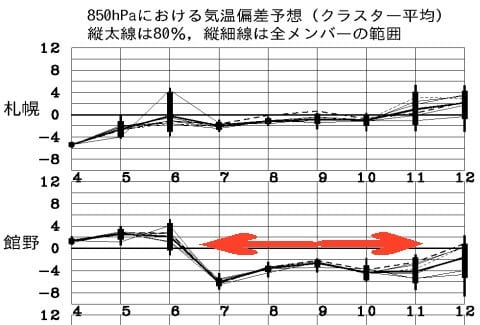 850hPaにおける気温偏差予想（クラスター平均）
縦太線は80%，縦細線は全メンバーの範囲
12
8
4
札幌 0
-4
-8
4 5 6 7 8 9 10 11 12
12
8
4
館野 0
-4
-8
12 4 5 6 7 8 9 10 11 12